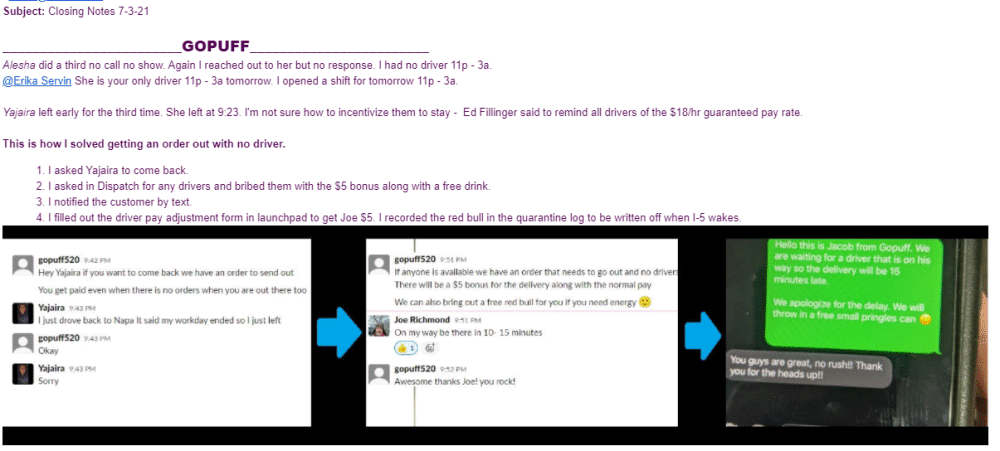 Subject: Closing Notes 7-3-21
________________________GOPUFF________________________
Alesha did a third no call no show. Again I reached out to her but no response. I had no driver 11p - 3a.
@Erika Servin She is your only driver 11p - 3a tomorrow. I opened a shift for tomorrow 11p - 3a.
Yajaira left early for the third time. She left at 9:23. I'm not sure how to incentivize them to stay - Ed Fillinger said to remind all drivers of the $18/hr guaranteed pay rate.
This is how I solved getting an order out with no driver.
1. I asked Yajaira to come back.
2. I asked in Dispatch for any drivers and bribed them with the $5 bonus along with a free drink.
3. I notified the customer by text.
4. I filled out the driver pay adjustment form in launchpad to get Joe $5. I recorded the red bull in the quarantine log to be written off when I-5 wakes.
gopuff520 9:42 PM
Hey Yajaira if you want to come back we have an order to send out
You get paid even when there is no orders when you are out there too
Yajaira 9:43 PM
I just drove back to Napa It said my workday ended so I just left
gopuff520 9:43 PM
Okay
Yajaira 9:43 PM
Sorry
gopuff520 9:51 PM
If anyone is available we have an order that needs to go out and no drivers
There will be a $5 bonus for the delivery along with the normal pay
We can also bring out a free red bull for you if you need energy 🙂
Joe Richmond 9:51 PM
On my way be there in 10- 15 minutes
👍 1
gopuff520 9:52 PM
Awesome thanks Joe! you rock!
Hello this is Jacob from Gopuff. We
are waiting for a driver that is on his
way so the delivery will be 15
minutes late.
We apologize for the delay. We will
throw in a free small pringles can 🙂
You guys are great, no rush!! Thank
you for the heads up!!